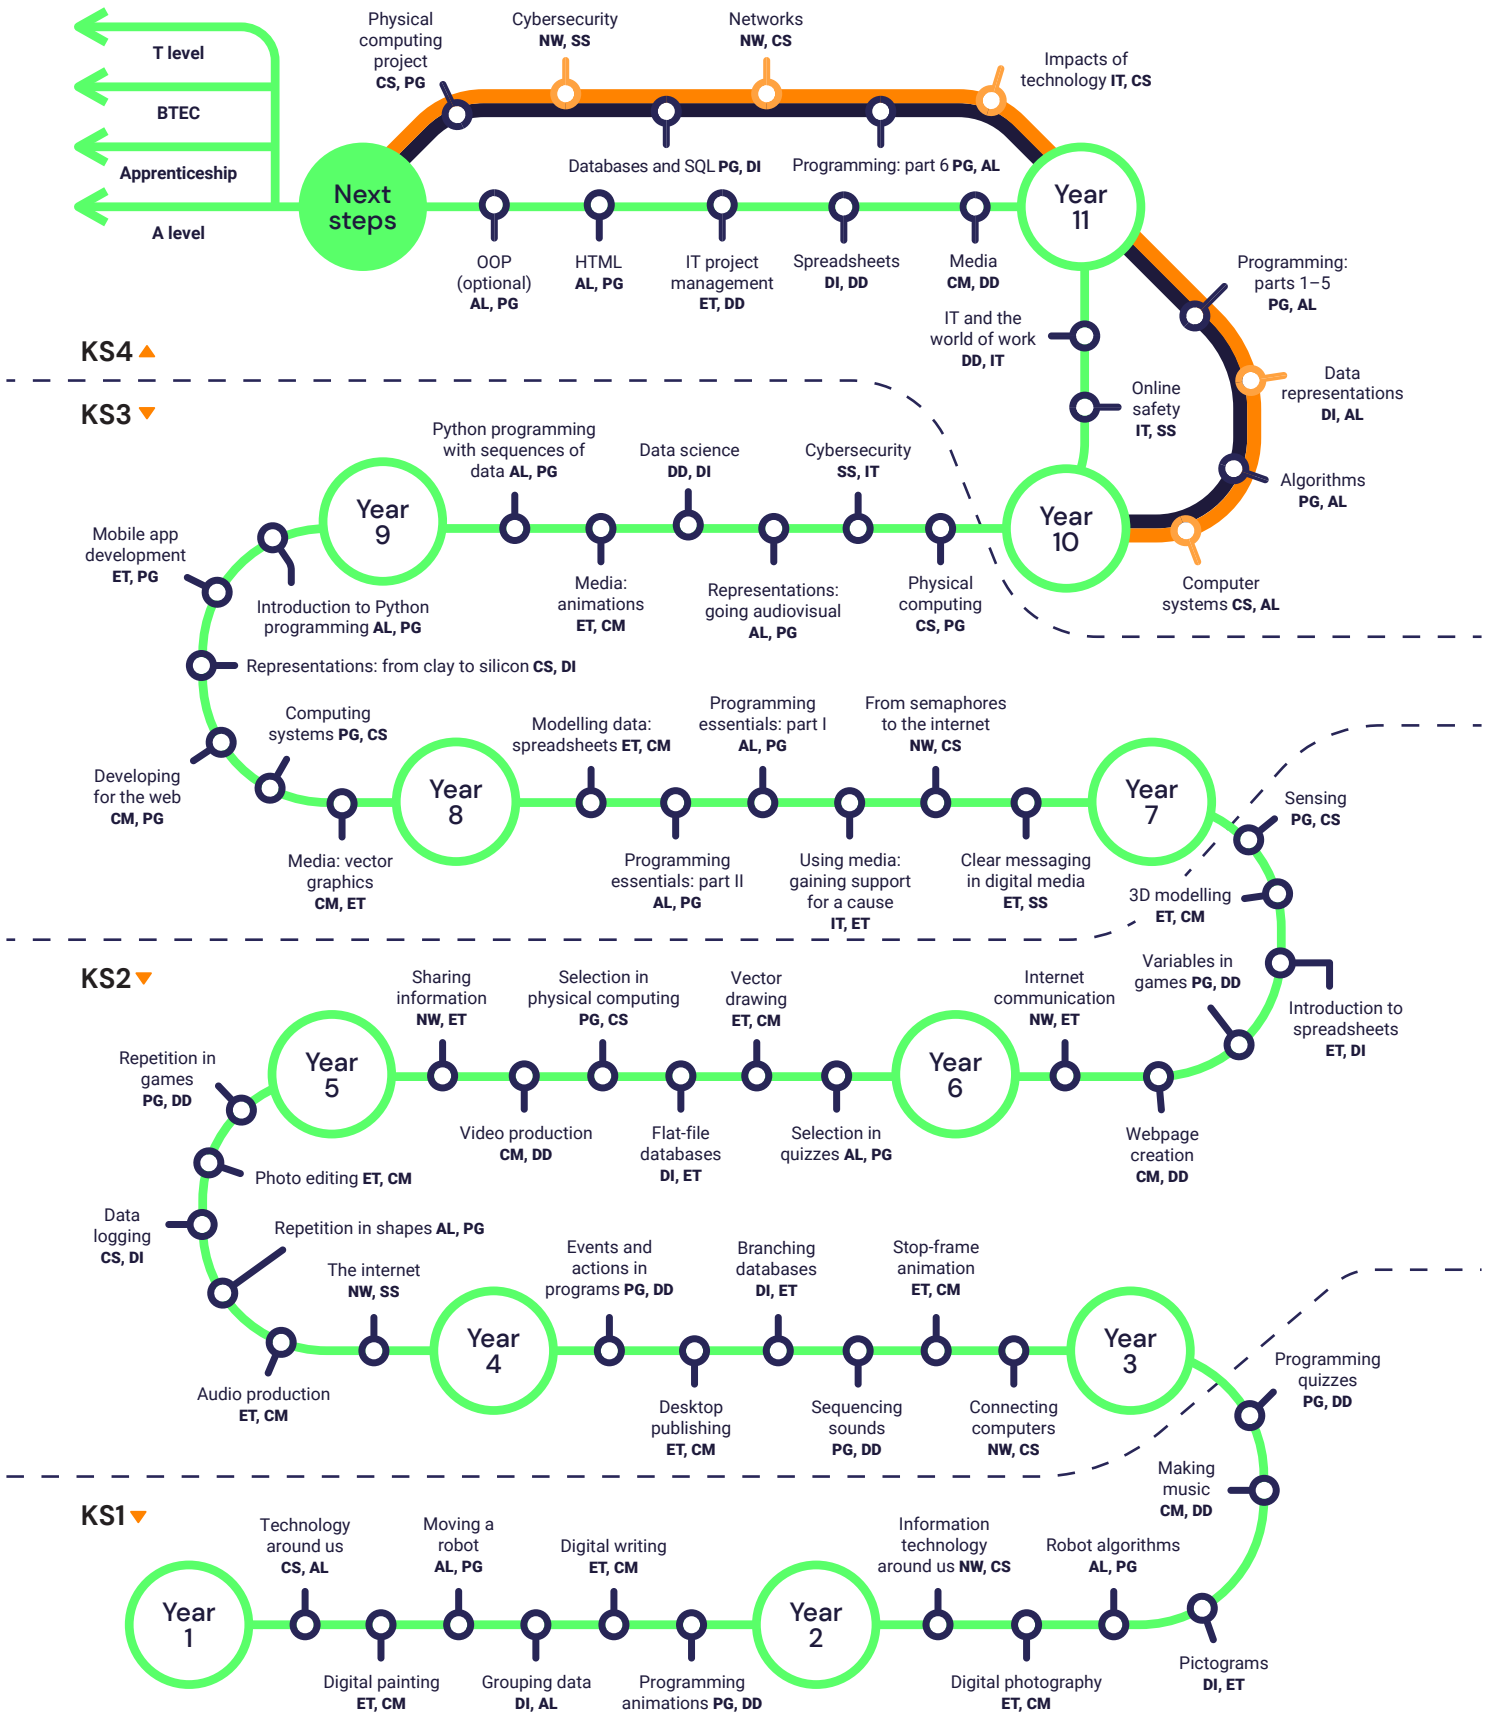 T level
BTEC
Apprenticeship
A level
Next
steps
Physical
computing
project
CS, PG
Cybersecurity
NW, SS
Networks
NW, CS
Impacts of
technology IT, CS
Databases and SQL PG, DI
Programming: part 6 PG, AL
Year
11
OOP
(optional)
AL, PG
HTML
AL, PG
IT project
management
ET, DD
Spreadsheets
DI, DD
Media
CM, DD
Programming:
parts 1–5
PG, AL
IT and the
world of work
DD, IT
Online
safety
IT, SS
Data
representations
DI, AL
Algorithms
PG, AL
Computer
systems CS, AL
KS4
KS3
Year
10
Python programming
with sequences of
data AL, PG
Data science
DD, DI
Cybersecurity
SS, IT
Year
9
Media:
animations
ET, CM
Representations:
going audiovisual
AL, PG
Physical
computing
CS, PG
Mobile app
development
ET, PG
Introduction to Python
programming AL, PG
Representations: from clay to silicon CS, DI
Computing
systems PG, CS
Developing
for the web
CM, PG
Media: vector
graphics
CM, ET
Year
8
Modelling data:
spreadsheets ET, CM
Programming
essentials: part I
AL, PG
From semaphores
to the internet
NW, CS
Year
7
Programming
essentials: part II
AL, PG
Using media:
gaining support
for a cause
IT, ET
Clear messaging
in digital media
ET, SS
Sensing
PG, CS
3D modelling
ET, CM
KS2
Variables in
games PG, DD
Introduction to
spreadsheets
ET, DI
Sharing
information
NW, ET
Selection in
physical computing
PG, CS
Vector
drawing
ET, CM
Internet
communication
NW, ET
Year
5
Year
6
Video production
CM, DD
Flat-file
databases
DI, ET
Selection in
quizzes AL, PG
Webpage
creation
CM, DD
Repetition in
games
PG, DD
Photo editing ET, CM
Data
logging
CS, DI
Repetition in shapes AL, PG
The internet
NW, SS
Audio production
ET, CM
Year
4
Events and
actions in
programs PG, DD
Branching
databases
DI, ET
Stop-frame
animation
ET, CM
Year
3
Desktop
publishing
ET, CM
Sequencing
sounds
PG, DD
Connecting
computers
NW, CS
Programming
quizzes
PG, DD
Making
music
CM, DD
KS1
Technology
around us
CS, AL
Moving a
robot
AL, PG
Digital writing
ET, CM
Information
technology
around us NW, CS
Robot algorithms
AL, PG
Year
1
Year
2
Digital painting
ET, CM
Grouping data
DI, AL
Programming
animations PG, DD
Digital photography
ET, CM
Pictograms
DI, ET